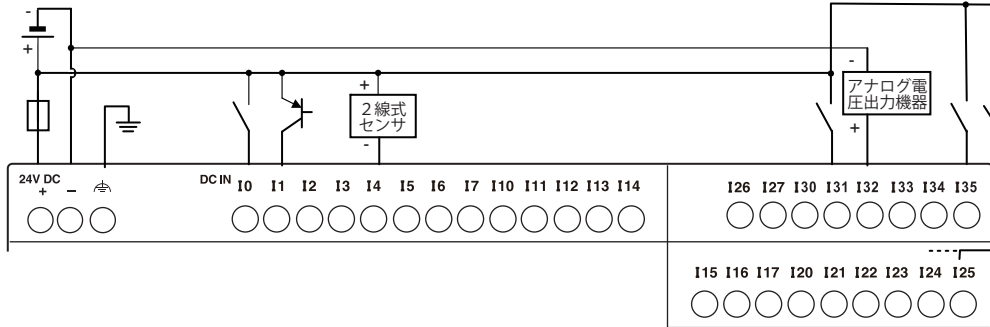 -
+
+
２線式
センサ
-
-
アナログ電
圧出力機器
+
24V DC
+ −
DC IN I0 I1 I2 I3 I4 I5 I6 I7 I10 I11 I12 I13 I14
I26 I27 I30 I31 I32 I33 I34 I35
I15 I16 I17 I20 I21 I22 I23 I24 I25